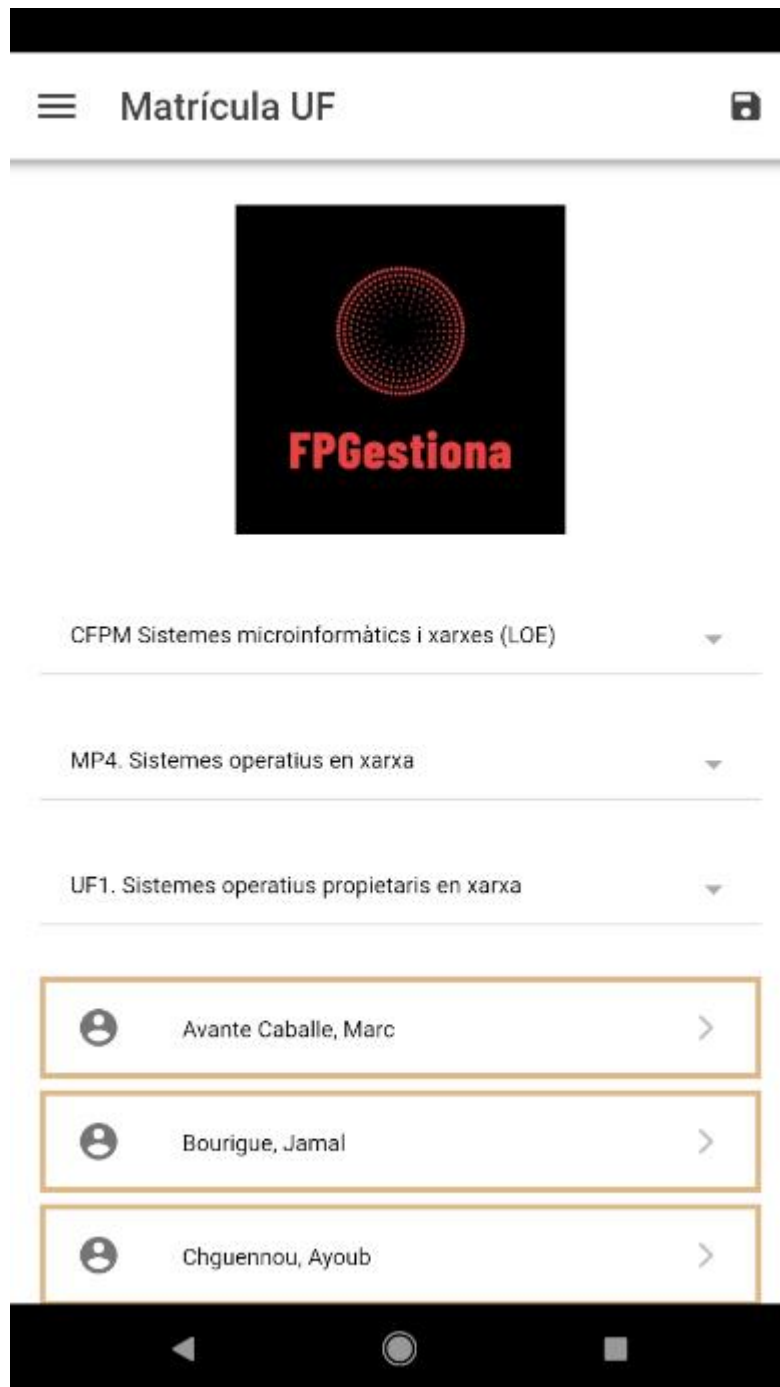 Matrícula UF
FPGestiona
CFPM Sistemes microinformàtics i xarxes (LOE)
MP4. Sistemes operatius en xarxa
UF1. Sistemes operatius propietaris en xarxa
Avante Caballe, Marc
Bourigue, Jamal
Chguennou, Ayoub